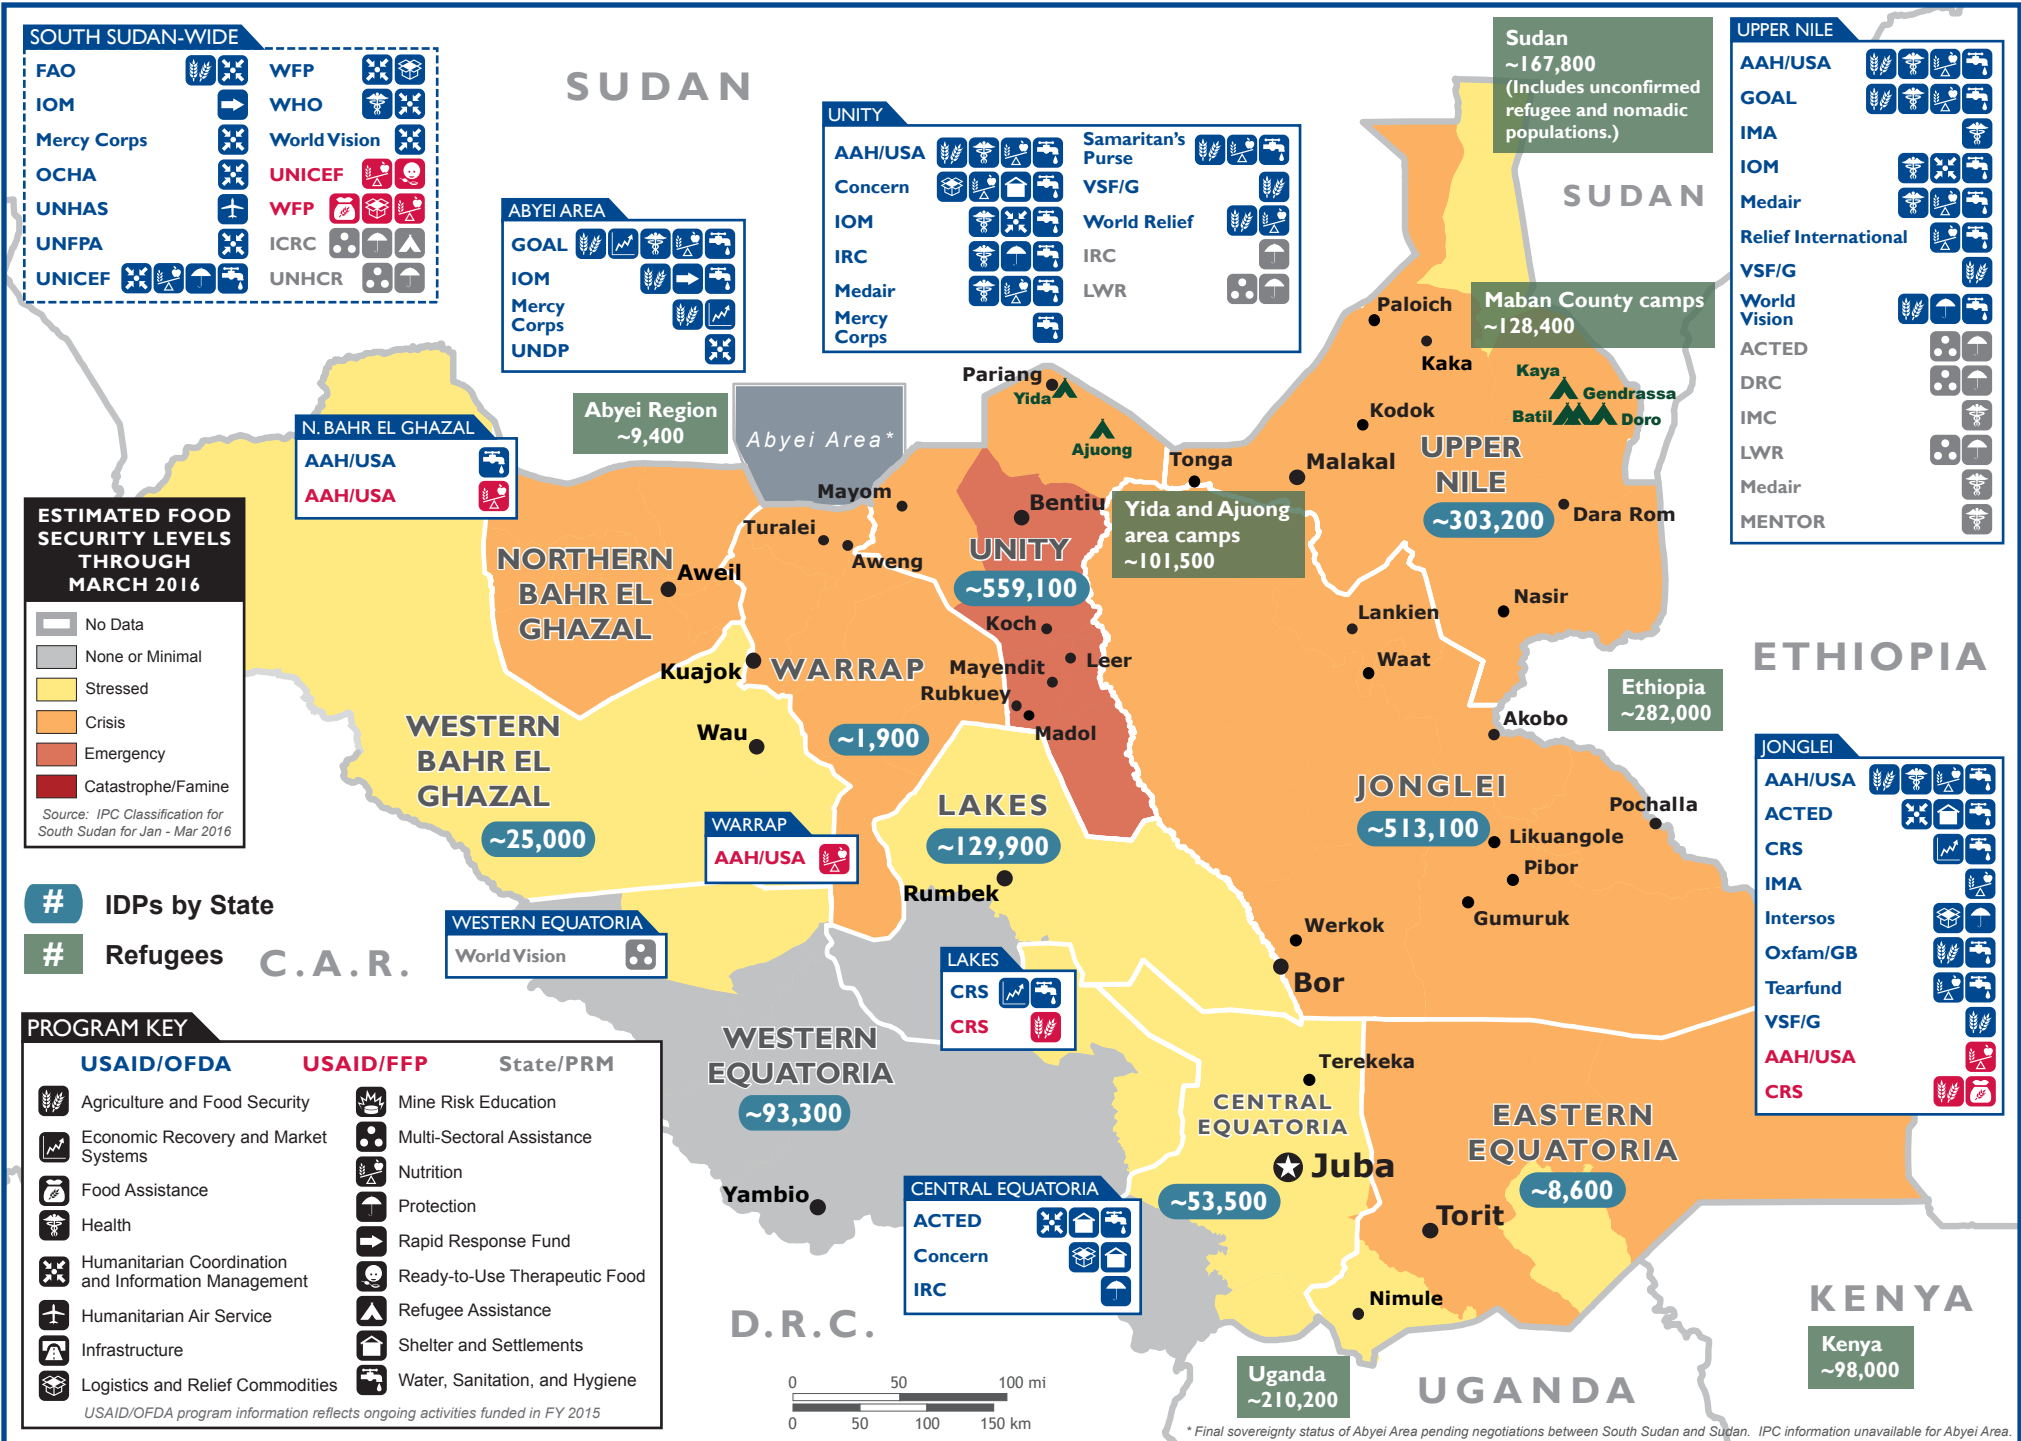 SOUTH SUDAN-WIDE
FAO
IOM
Mercy Corps
OCHA
UNHAS
UNFPA
UNICEF
WFP
WHO
World Vision
UNICEF
WFP
ICRC
UNHCR
SUDAN
ABYEI AREA
GOAL
IOM
Mercy
Corps
UNDP
UNITY
AAH/USA
Concern
IOM
IRC
Medair
Mercy
Corps
Samaritan's
Purse
VSF/G
World Relief
IRC
LWR
Sudan
~167,800
(Includes unconfirmed
refugee and nomadic
populations.)
SUDAN
UPPER NILE
AAH/USA
GOAL
IMA
IOM
Medair
Relief International
VSF/G
World
Vision
ACTED
DRC
IMC
LWR
Medair
MENTOR
Maban County camps
~128,400
Paloich
Kaka
Kaya
Gendrassa
Batil
Doro
Kodok
UPPER
NILE
~303,200
Malakal
Tonga
Dara Rom
Nasir
Pariang
Yida
Ajuong
Yida and Ajuong
area camps
~101,500
Abyei Region
~9,400
Abyei Area*
N. BAHR EL GHAZAL
AAH/USA
AAH/USA
Mayom
Turalei
Aweng
Bentiu
UNITY
~559,100
Koch
Leer
Mayendit
Rubkuey
Madol
NORTHERN
BAHR EL
GHAZAL
Aweil
Kuajok
WARRAP
~1,900
Wau
WESTERN
BAHR EL
GHAZAL
~25,000
WARRAP
AAH/USA
LAKES
~129,900
Rumbek
Lankien
Waat
Akobo
ETHIOPIA
Ethiopia
~282,000
JONGLEI
~513,100
Pochalla
Likuangole
Pibor
Gumuruk
Werkok
Bor
JONGLEI
AAH/USA
ACTED
CRS
IMA
Intersos
Oxfam/GB
Tearfund
VSF/G
AAH/USA
CRS
ESTIMATED FOOD
SECURITY LEVELS
THROUGH
MARCH 2016
No Data
None or Minimal
Stressed
Crisis
Emergency
Catastrophe/Famine
Source: IPC Classification for
South Sudan for Jan - Mar 2016
# IDPs by State
# Refugees
C.A.R.
WESTERN EQUATORIA
World Vision
LAKES
CRS
CRS
WESTERN
EQUATORIA
~93,300
Yambio
Terekeka
CENTRAL
EQUATORIA
Juba
~53,500
CENTRAL EQUATORIA
ACTED
Concern
IRC
EASTERN
EQUATORIA
~8,600
Torit
Nimule
D.R.C.
KENYA
Kenya
~98,000
Uganda
~210,200
UGANDA
PROGRAM KEY
USAID/OFDA
USAID/FFP
State/PRM
Agriculture and Food Security
Economic Recovery and Market
Systems
Food Assistance
Health
Humanitarian Coordination
and Information Management
Humanitarian Air Service
Infrastructure
Logistics and Relief Commodities
Mine Risk Education
Multi-Sectoral Assistance
Nutrition
Protection
Rapid Response Fund
Ready-to-Use Therapeutic Food
Refugee Assistance
Shelter and Settlements
Water, Sanitation, and Hygiene
USAID/OFDA program information reflects ongoing activities funded in FY 2015
0 50 100 mi
0 50 100 150 km
* Final sovereignty status of Abyei Area pending negotiations between South Sudan and Sudan. IPC information unavailable for Abyei Area.